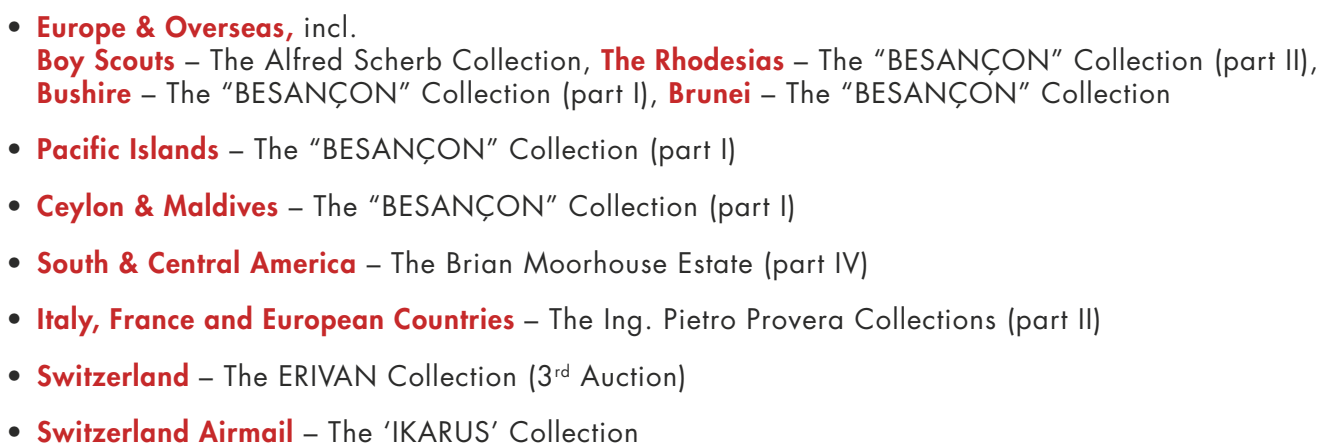 • Europe & Overseas, incl.
Boy Scouts – The Alfred Scherb Collection, The Rhodesias – The “BESANÇON” Collection (part II),
Bushire – The “BESANÇON” Collection (part I), Brunei – The “BESANÇON” Collection
• Pacific Islands – The “BESANÇON” Collection (part I)
• Ceylon & Maldives – The “BESANÇON” Collection (part I)
• South & Central America – The Brian Moorhouse Estate (part IV)
• Italy, France and European Countries – The Ing. Pietro Provera Collections (part II)
• Switzerland – The ERIVAN Collection (3rd Auction)
• Switzerland Airmail – The ‘IKARUS’ Collection